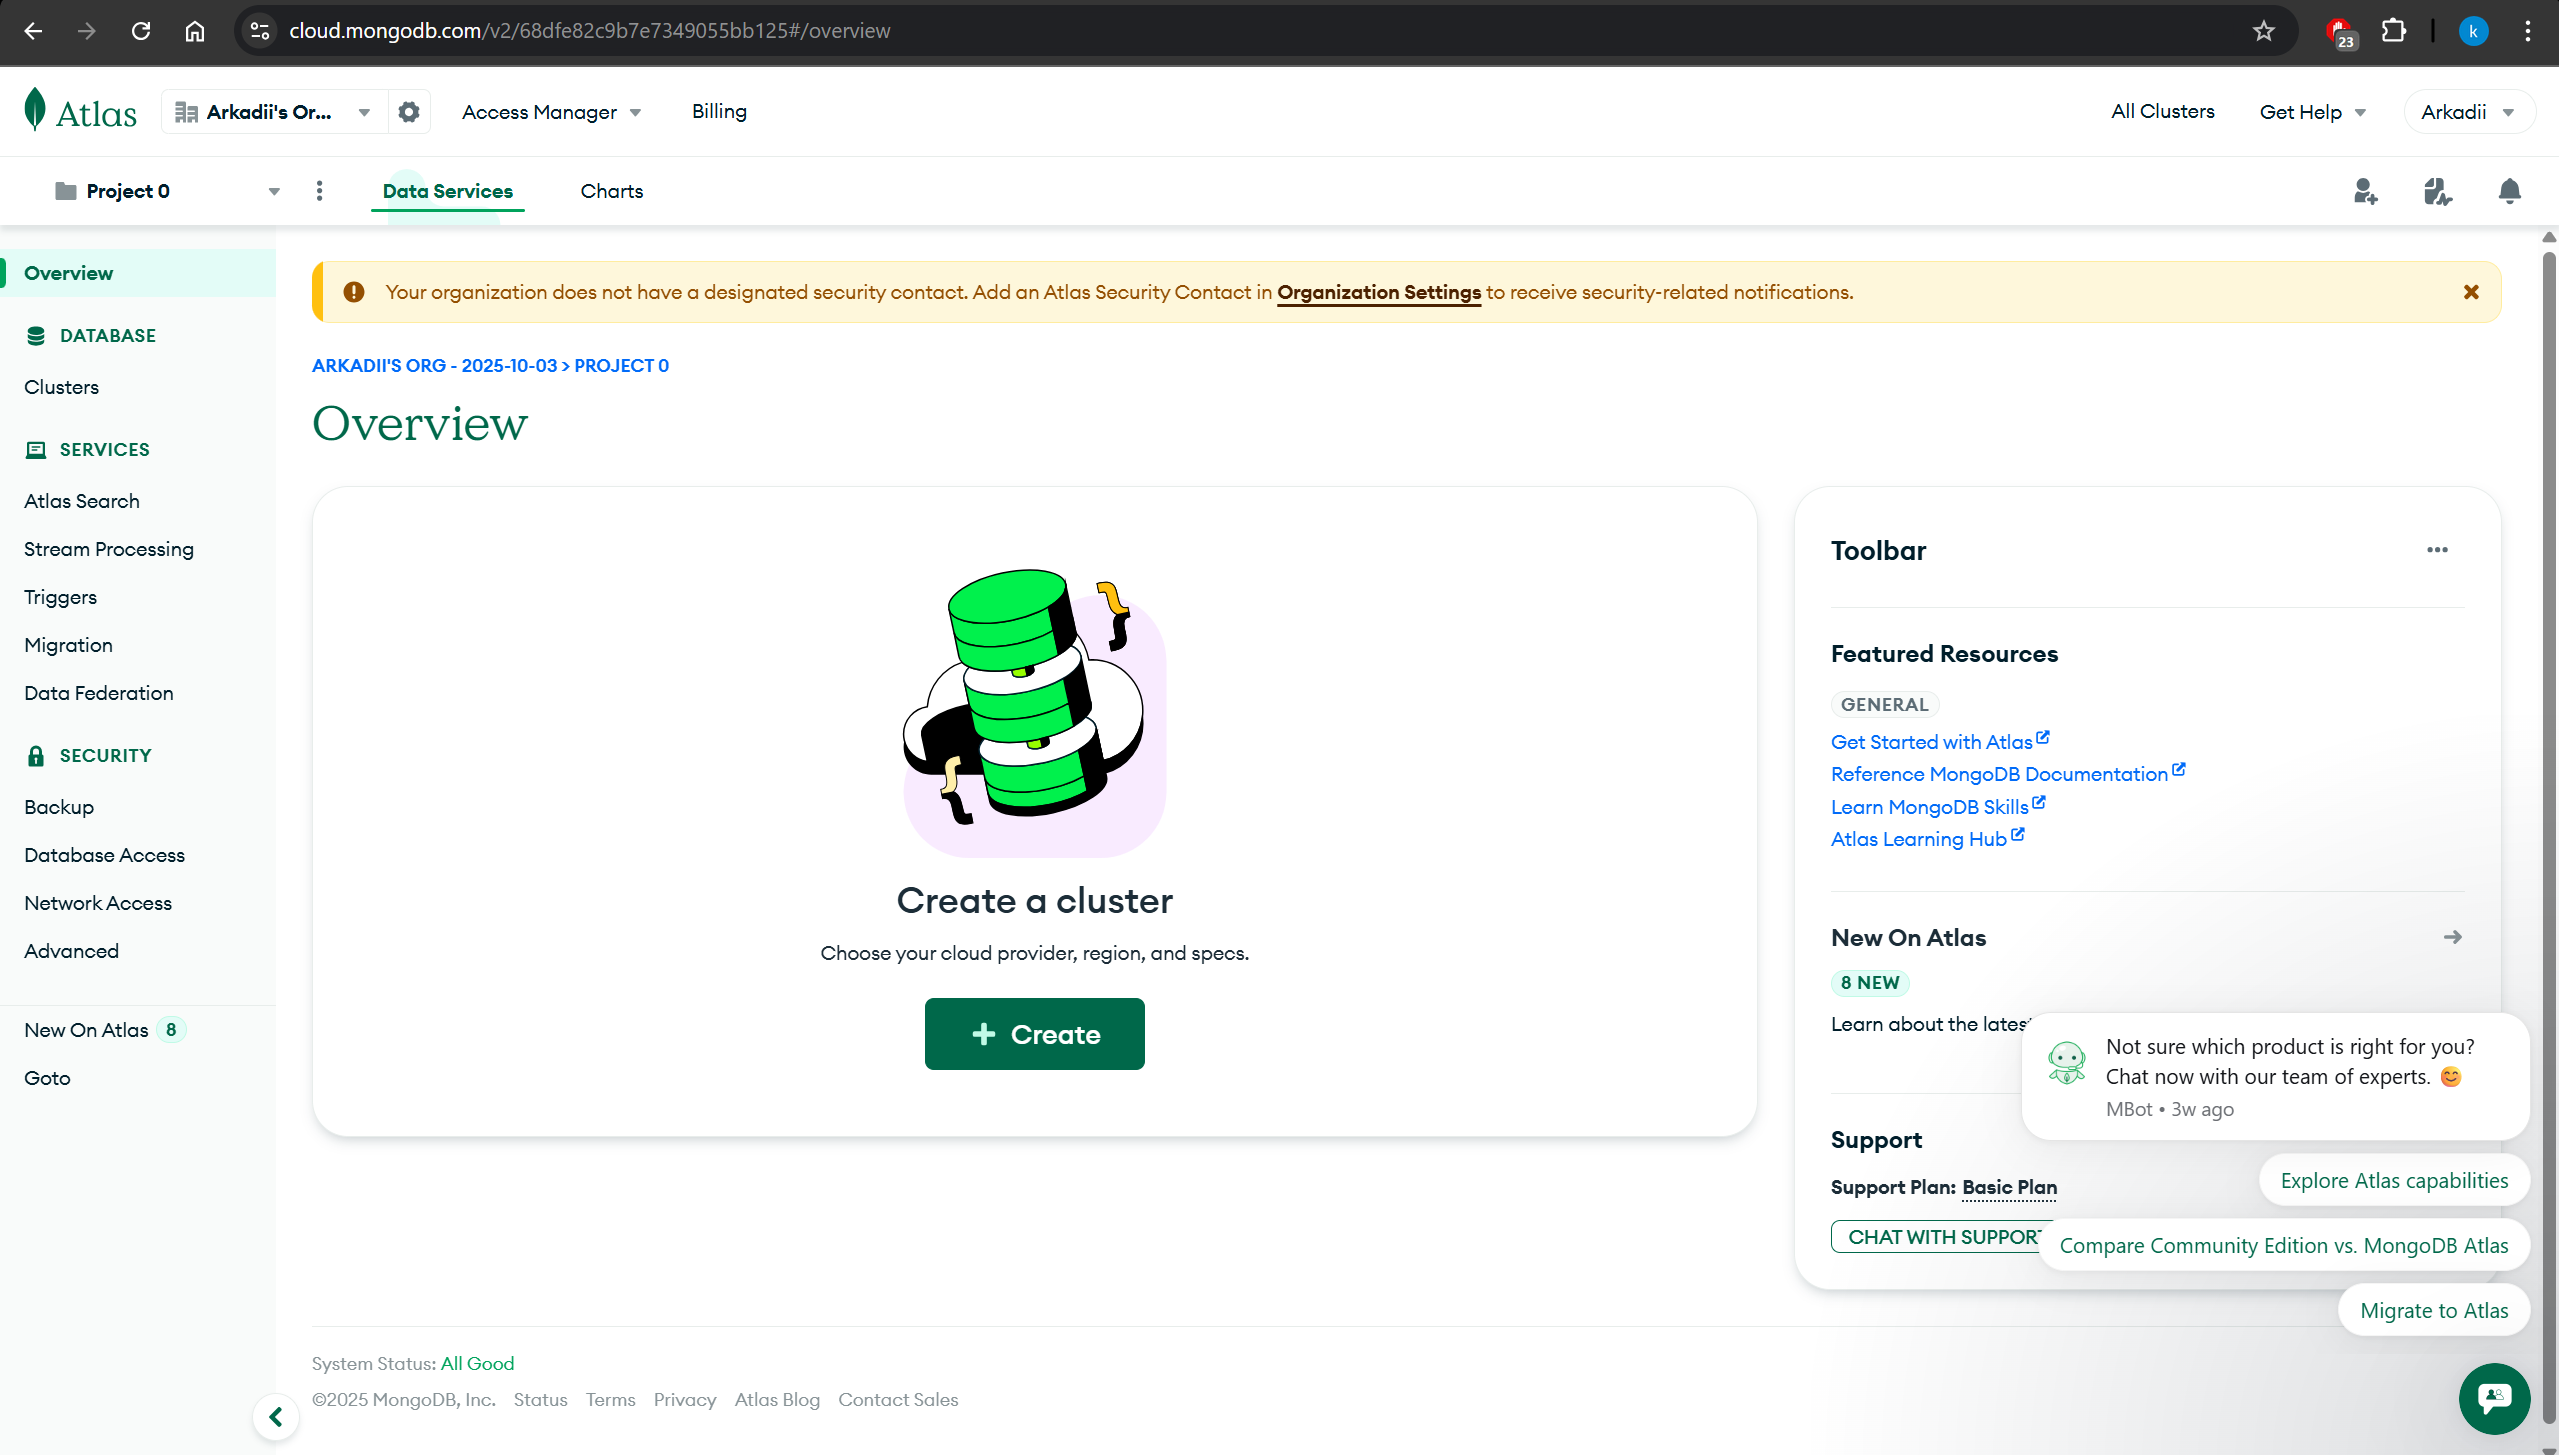 cloud.mongodb.com/v2/68dfe82c9b7e7349055bb125#/overview
23
k
Atlas
Arkadii's Or...
Access Manager
Billing
All Clusters
Get Help
Arkadii
Project 0
Data Services
Charts
Overview
DATABASE
Clusters
SERVICES
Atlas Search
Stream Processing
Triggers
Migration
Data Federation
SECURITY
Backup
Database Access
Network Access
Advanced
New On Atlas 8
Goto
Your organization does not have a designated security contact. Add an Atlas Security Contact in Organization Settings to receive security-related notifications.
ARKADII'S ORG - 2025-10-03 > PROJECT 0
Overview
Create a cluster
Choose your cloud provider, region, and specs.
+ Create
Toolbar
Featured Resources
GENERAL
Get Started with Atlas
Reference MongoDB Documentation
Learn MongoDB Skills
Atlas Learning Hub
New On Atlas
8 NEW
Learn about the latest
Support
Support Plan: Basic Plan
CHAT WITH SUPPORT
Not sure which product is right for you?
Chat now with our team of experts. 😊
MBot • 3w ago
Explore Atlas capabilities
Compare Community Edition vs. MongoDB Atlas
Migrate to Atlas
System Status: All Good
©2025 MongoDB, Inc. Status Terms Privacy Atlas Blog Contact Sales